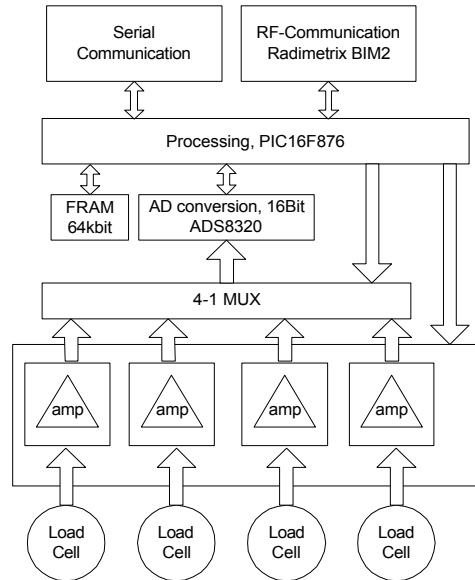 Serial
Communication
RF-Communication
Radimetrix BIM2
Processing, PIC16F876
FRAM
64kbit
AD conversion, 16Bit
ADS8320
4-1 MUX
amp
amp
amp
amp
Load
Cell
Load
Cell
Load
Cell
Load
Cell